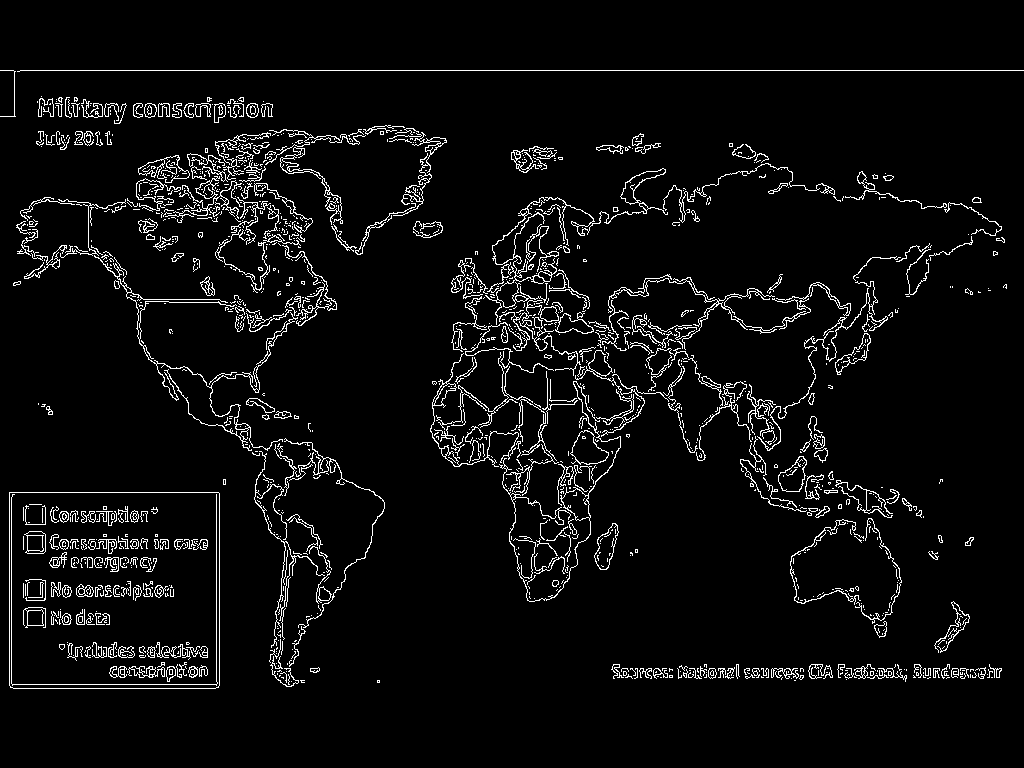 Military conscription
July 2011
Conscription*
Conscription in case
of emergency
No conscription
No data
*Includes selective
conscription
Sources: National sources; CIA Factbook; Bundeswehr